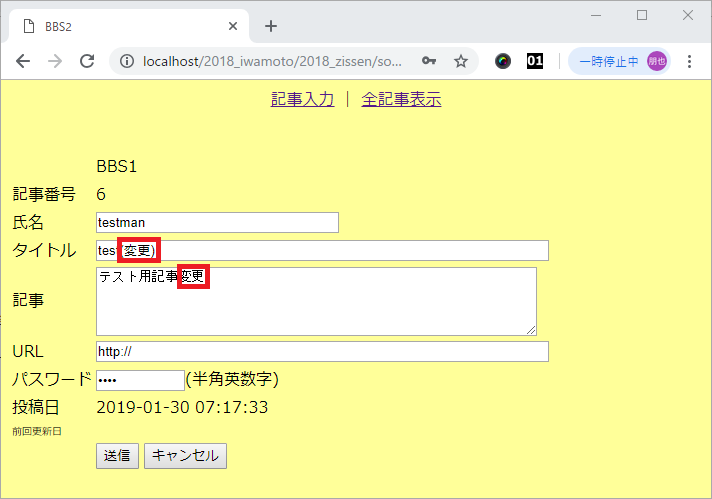 BBS2
localhost/2018_iwamoto/2018_zissen/so...
01
一時停止中
朋也
記事入力 | 全記事表示
BBS1
記事番号 6
氏名 testman
タイトル test(変更)
記事 テスト用記事変更
URL http://
パスワード ••••(半角英数字)
投稿日 2019-01-30 07:17:33
前回更新日
送信 キャンセル